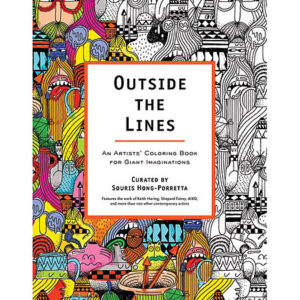 OUTSIDE
THE
LINES
AN ARTISTS' COLORING BOOK
FOR GIANT IMAGINATIONS
CURATED BY
SOURIS HONG-PORRETTA
Features the work of Keith Haring, Shepard Fairey, AIKO,
and more than 100 other contemporary artists